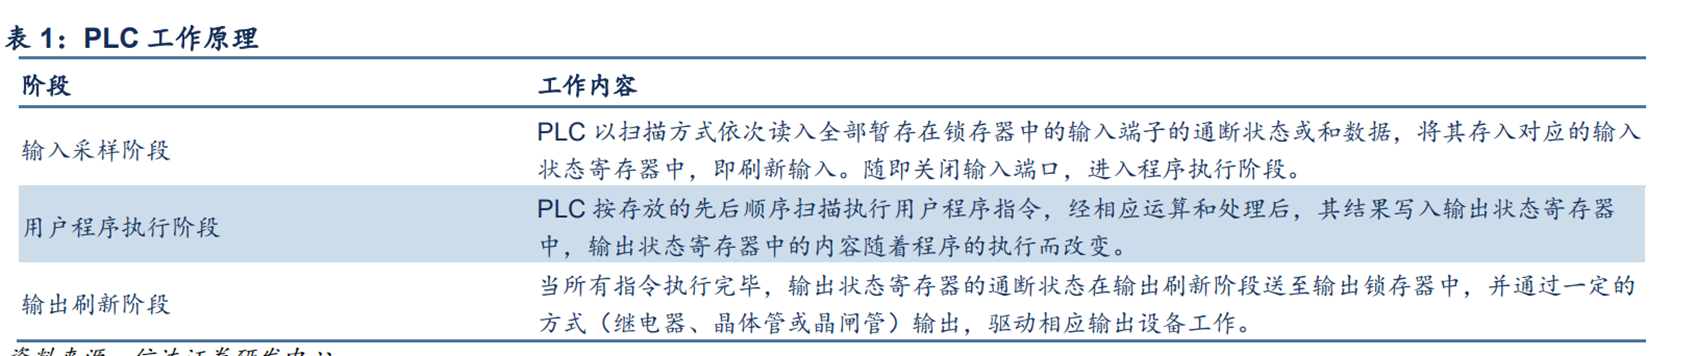 表 1：PLC 工作原理
阶段 工作内容
输入采样阶段
PLC 以扫描方式依次读入全部暂存在锁存器中的输入端子的通断状态或和数据，将其存入对应的输入
状态寄存器中，即刷新输入。随即关闭输入端口，进入程序执行阶段。
用户程序执行阶段
PLC 按存放的先后顺序扫描执行用户程序指令，经相应运算和处理后，其结果写入输出状态寄存器
中，输出状态寄存器中的内容随着程序的执行而改变。
输出刷新阶段
当所有指令执行完毕，输出状态寄存器的通断状态在输出刷新阶段送至输出锁存器中，并通过一定的
方式（继电器、晶体管或晶闸管）输出，驱动相应输出设备工作。